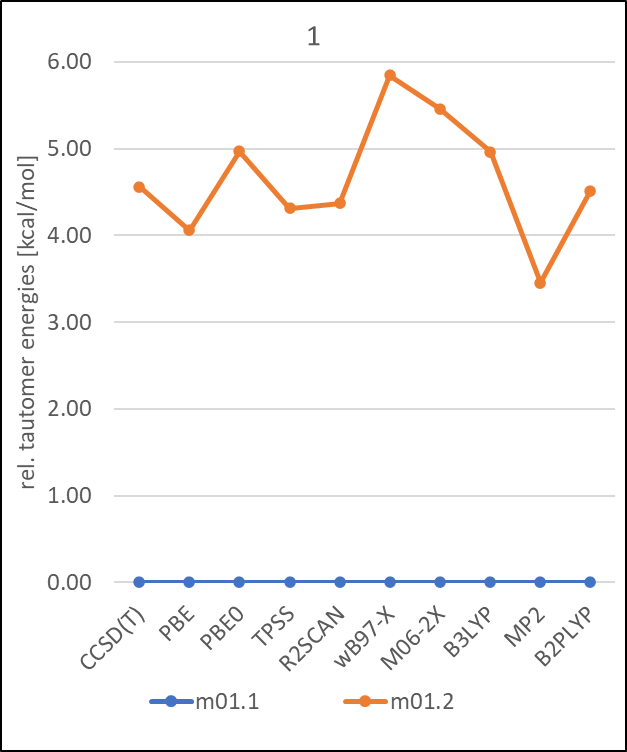 1
6.00
5.00
4.00
3.00
2.00
1.00
0.00
rel. tautomer energies [kcal/mol]
CCSD(T)
PBE
PBE0
TPSS
R2SCAN
wB97-X
M06-2X
B3LYP
MP2
B2PLYP
m01.1
m01.2